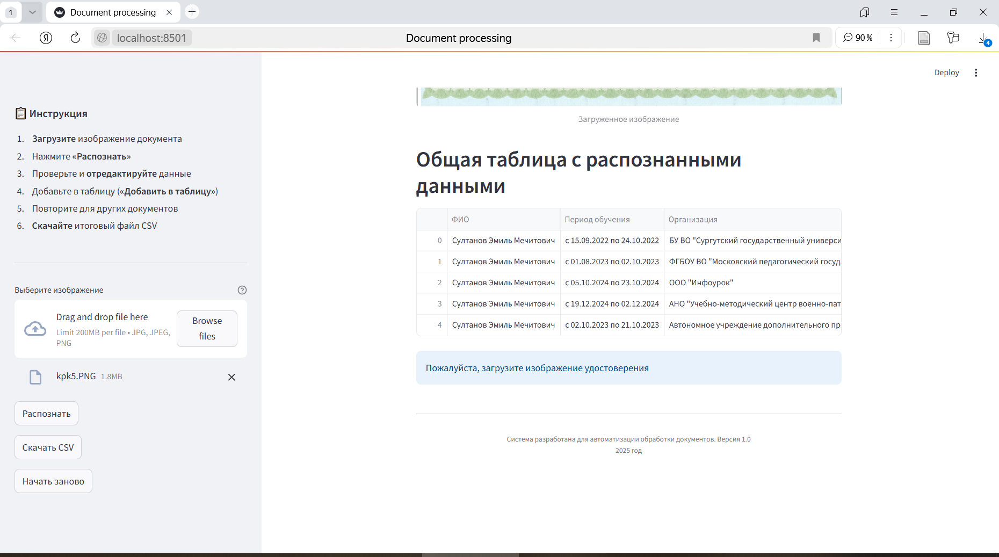 1
Document processing
Я
localhost:8501
Document processing
90 %
4
Deploy
Инструкция
1. Загрузите изображение документа
2. Нажмите «Распознать»
3. Проверьте и отредактируйте данные
4. Добавьте в таблицу («Добавить в таблицу»)
5. Повторите для других документов
6. Скачайте итоговый файл CSV
Выберите изображение
?
Drag and drop file here
Limit 200MB per file • JPG, JPEG,
PNG
Browse
files
kpk5.PNG 1.8MB
Распознать
Скачать CSV
Начать заново
Загруженное изображение
Общая таблица с распознанными
данными
ФИО Период обучения Организация
0 Султанов Эмиль Мечитович с 15.09.2022 по 24.10.2022 БУ ВО "Сургутский государственный универси
1 Султанов Эмиль Мечитович с 01.08.2023 по 02.10.2023 ФГБОУ ВО "Московский педагогический госуд
2 Султанов Эмиль Мечитович с 05.10.2024 по 23.10.2024 ООО "Инфоурок"
3 Султанов Эмиль Мечитович с 19.12.2024 по 02.12.2024 АНО "Учебно-методический центр военно-пат
4 Султанов Эмиль Мечитович с 02.10.2023 по 21.10.2023 Автономное учреждение дополнительного пр
Пожалуйста, загрузите изображение удостоверения
Система разработана для автоматизации обработки документов. Версия 1.0
2025 год